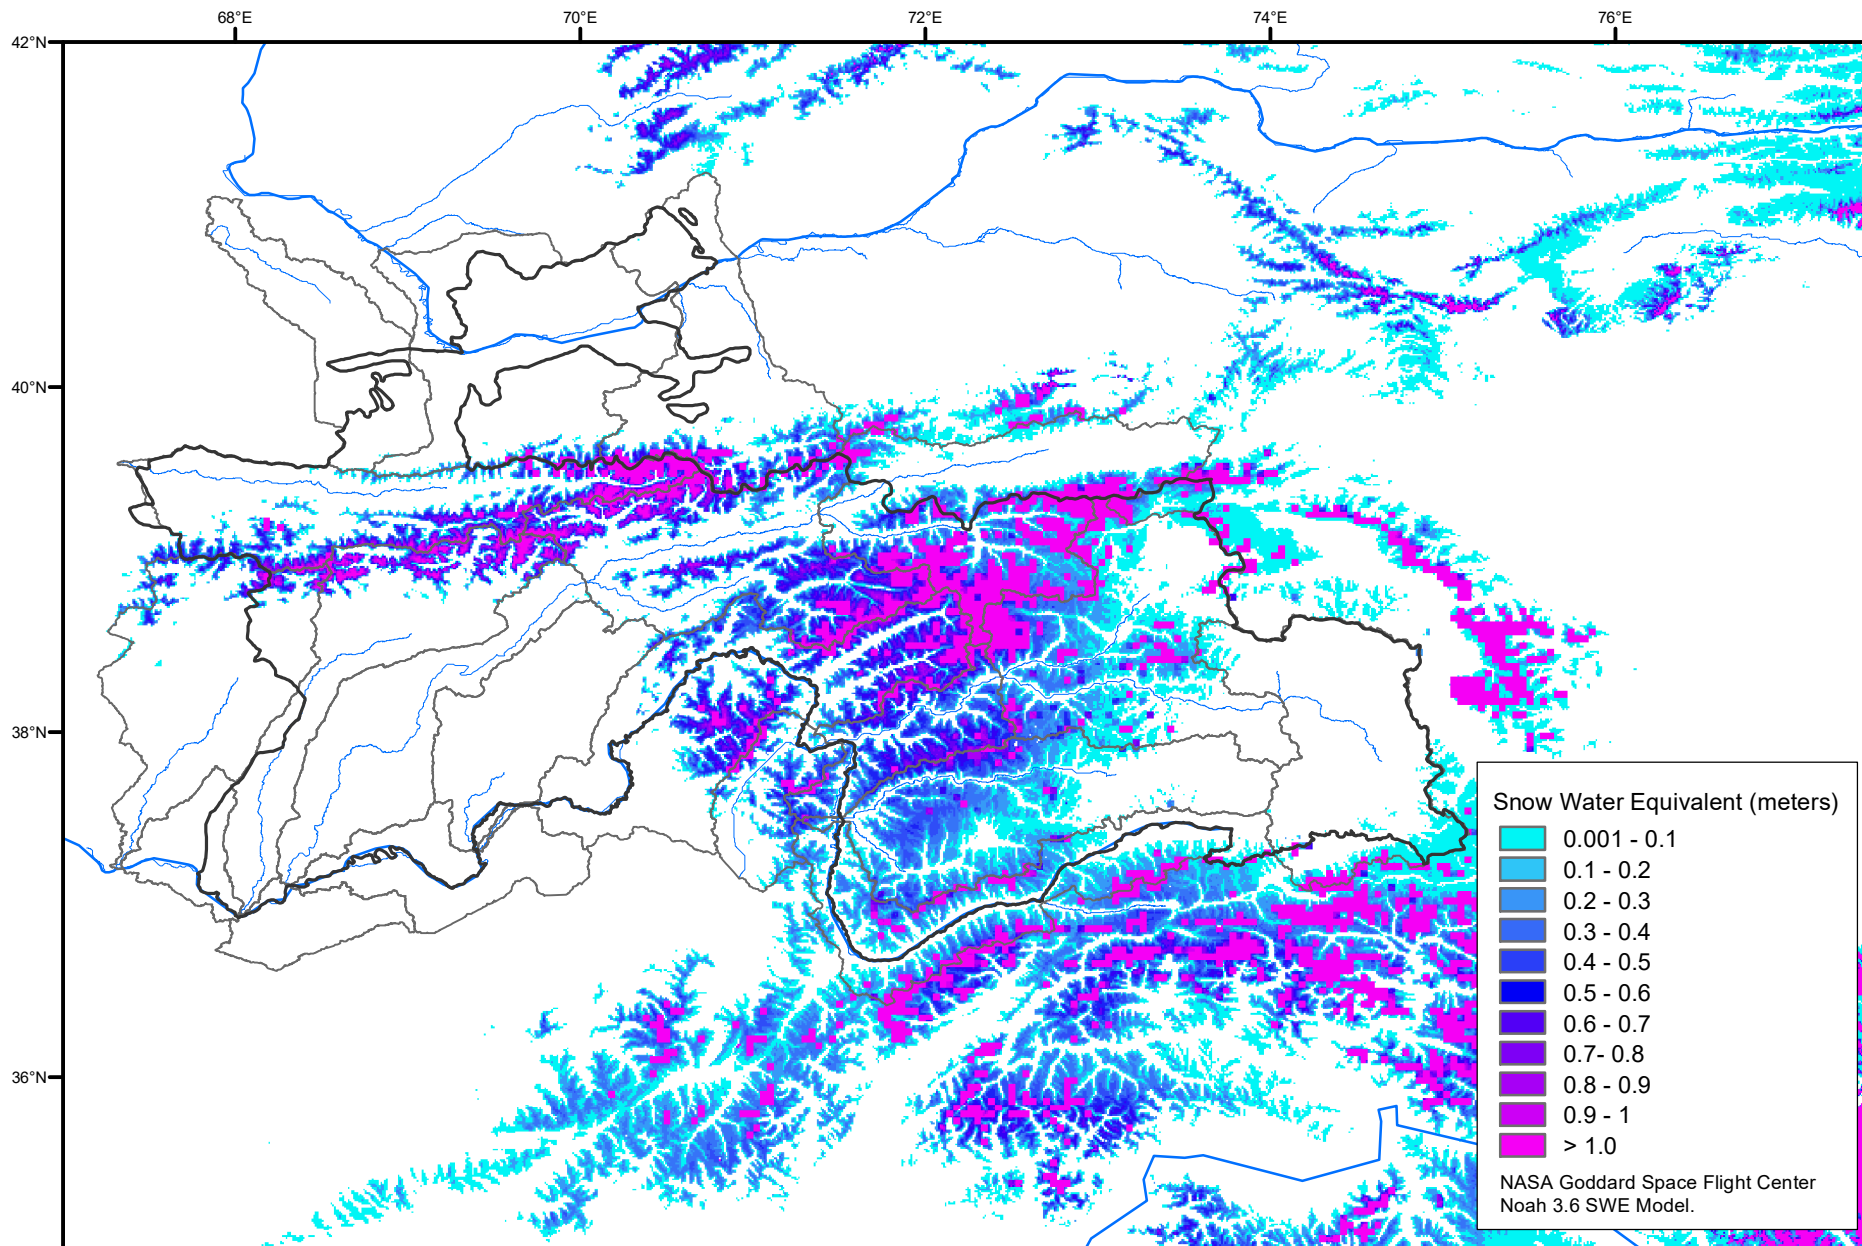 68°E
70°E
72°E
74°E
76°E
42°N
40°N
38°N
36°N
Snow Water Equivalent (meters)
0.001 - 0.1
0.1 - 0.2
0.2 - 0.3
0.3 - 0.4
0.4 - 0.5
0.5 - 0.6
0.6 - 0.7
0.7- 0.8
0.8 - 0.9
0.9 - 1
> 1.0
NASA Goddard Space Flight Center
Noah 3.6 SWE Model.